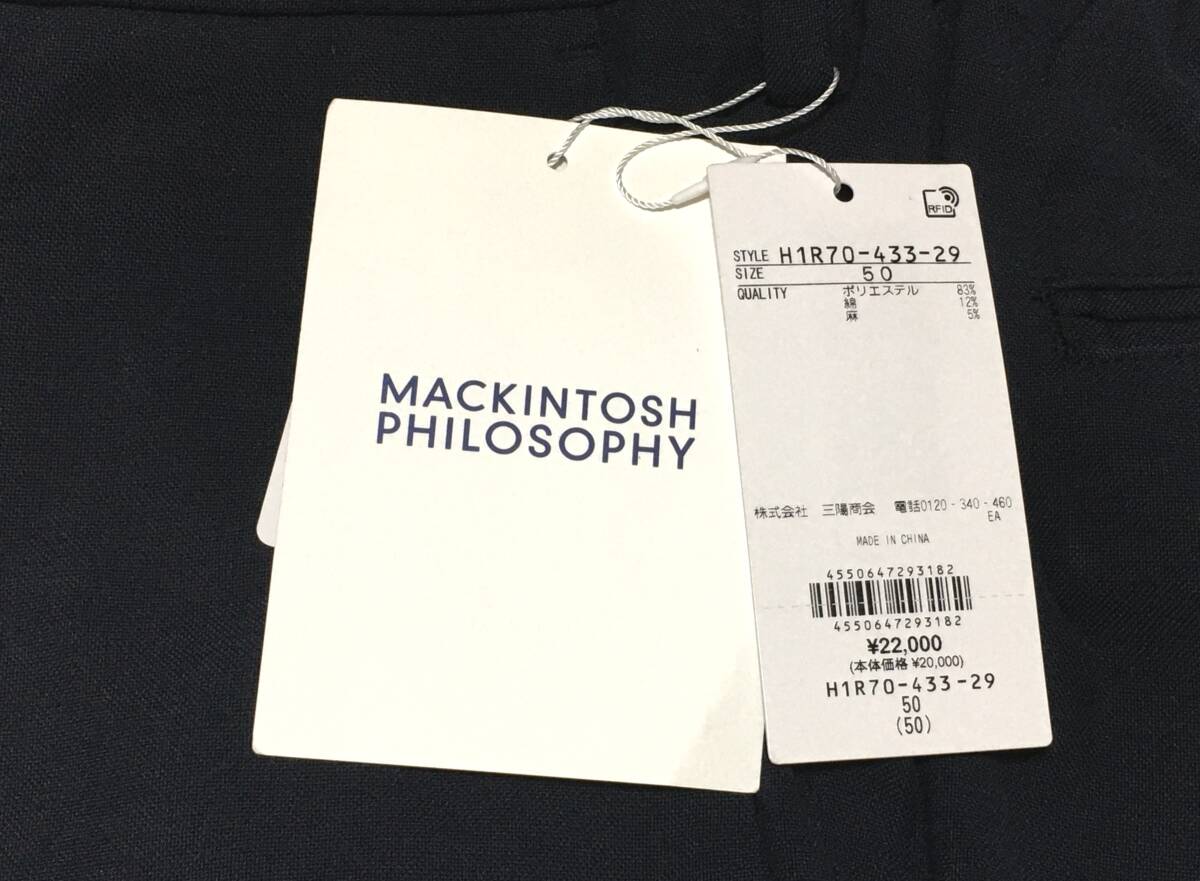 MACKINTOSH
PHILOSOPHY
RFID
STYLE H1R70-433-29
SIZE 50
QUALITY ポリエステル 83%
綿 12%
麻 5%
株式会社 三陽商会 電話0120-340-460
EA
MADE IN CHINA
4550647293182
4550647293182
¥22,000
(本体価格 ¥20,000)
H1R70-433-29
50
(50)